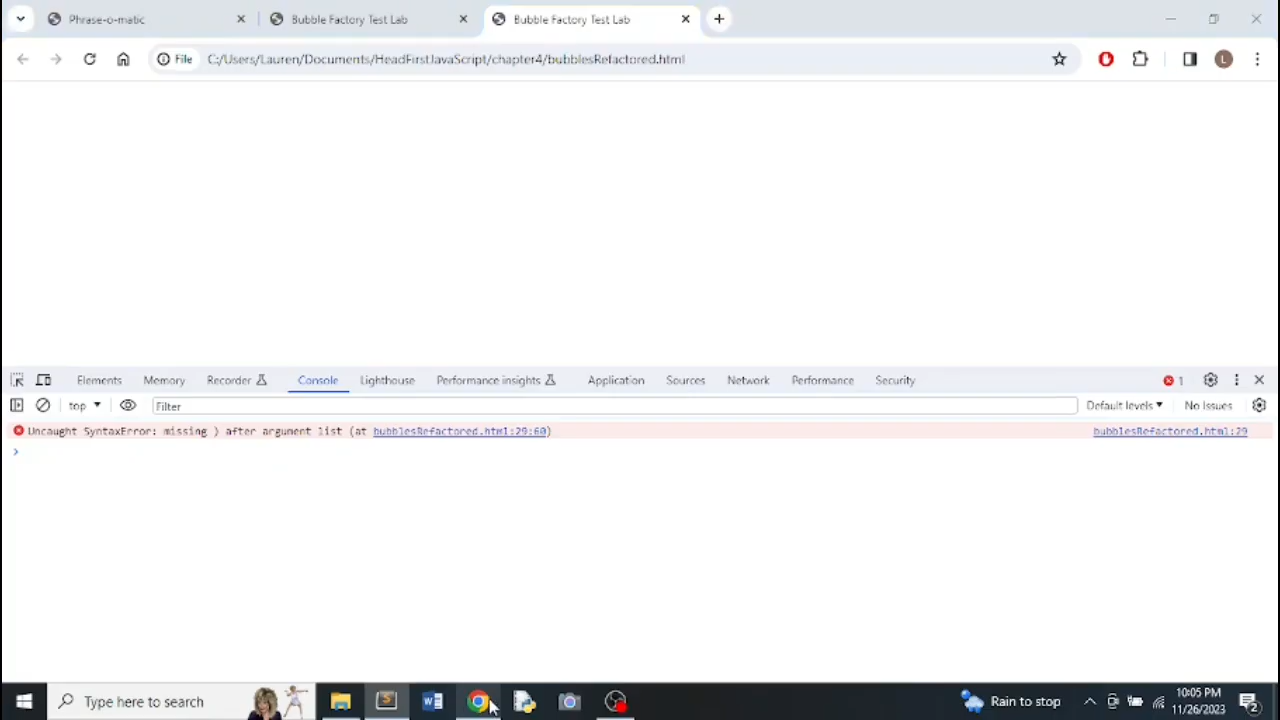 Phrase-o-matic
Bubble Factory Test Lab
Bubble Factory Test Lab
File
C:/Users/Lauren/Documents/HeadFirstJavaScript/chapter4/bubblesRefactored.html
L
Elements
Memory
Recorder
Console
Lighthouse
Performance insights
Application
Sources
Network
Performance
Security
1
top
Filter
Default levels
No Issues
Uncaught SyntaxError: missing ) after argument list (at bubblesRefactored.html:29:60)
bubblesRefactored.html:29
Type here to search
Rain to stop
10:05 PM
11/26/2023
2